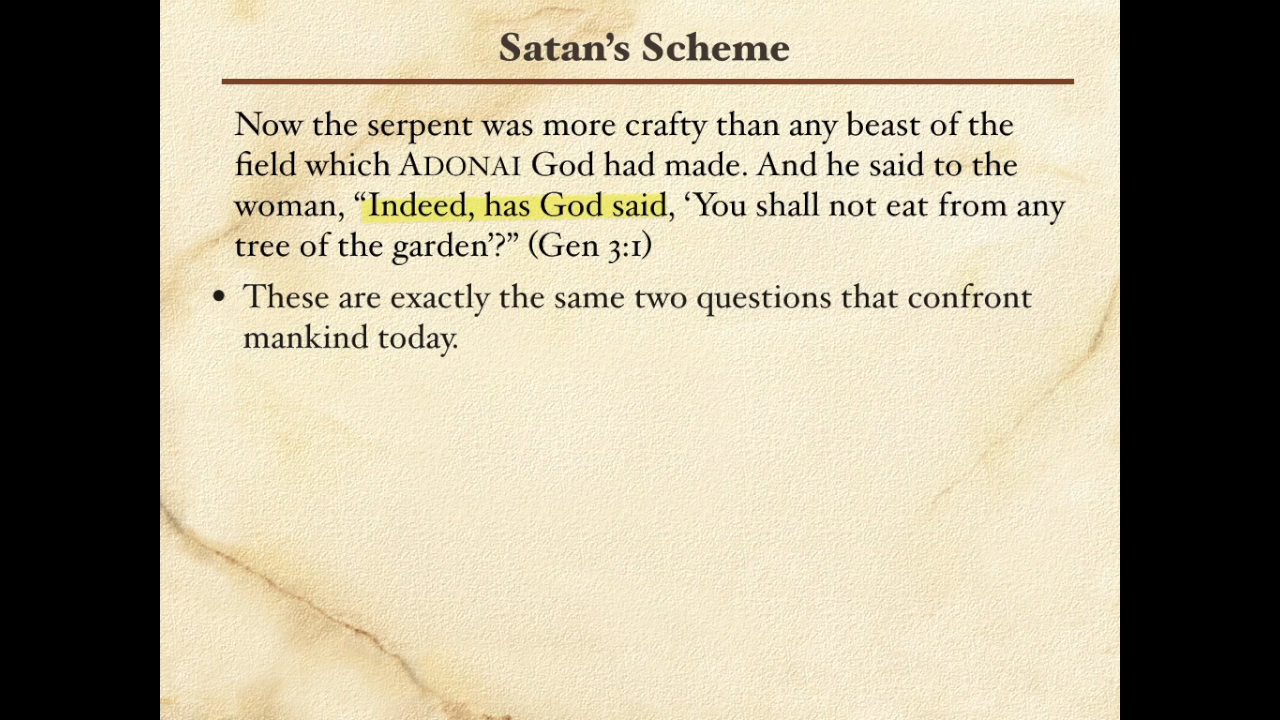 Satan’s Scheme
Now the serpent was more crafty than any beast of the
field which ADONAI God had made. And he said to the
woman, “Indeed, has God said, ‘You shall not eat from any
tree of the garden’?” (Gen 3:1)
• These are exactly the same two questions that confront
mankind today.